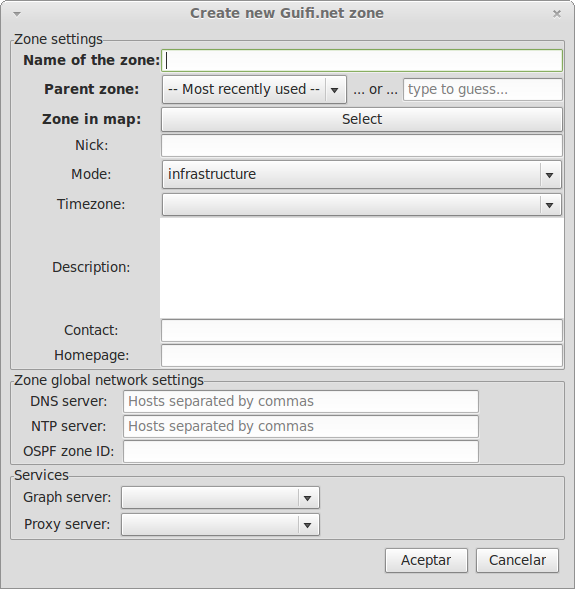 Create new Guifi.net zone
Zone settings
Name of the zone:
Parent zone: -- Most recently used -- ... or ... type to guess...
Zone in map: Select
Nick:
Mode: infrastructure
Timezone:
Description:
Contact:
Homepage:
Zone global network settings
DNS server: Hosts separated by commas
NTP server: Hosts separated by commas
OSPF zone ID:
Services
Graph server:
Proxy server:
Aceptar Cancelar